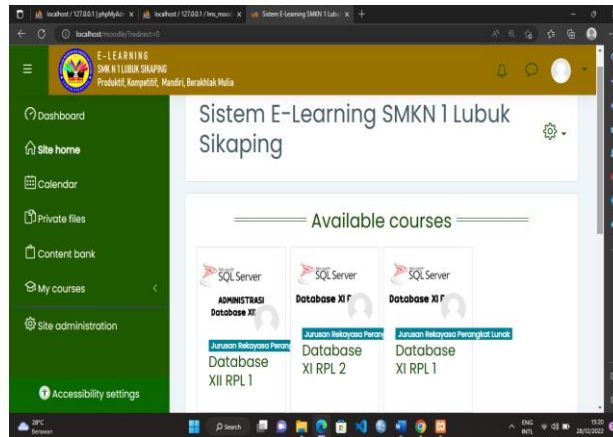 localhost / 127.0.0.1 | phpMyAdm
localhost / 127.0.0.1 / lms_mood
Sistem E-Learning SMKN 1 Lubu
localhost/moodle/?redirect=0
E-LEARNING
SMK N 1 LUBUK SIKAPING
Produktif, Kompetitif, Mandiri, Berakhlak Mulia
Dashboard
Site home
Calendar
Private files
Content bank
My courses
Site administration
Accessibility settings
Sistem E-Learning SMKN 1 Lubuk
Sikaping
Available courses
SQL Server
ADMINISTRASI
Database XII
Jurusan Rekayasa Perang
Database
XII RPL 1
SQL Server
Database XI
Jurusan Rekayasa Perang
Database
XI RPL 2
SQL Server
Database XI
Jurusan Rekayasa Perangkat Lunak
Database
XI RPL 1
28°C
Berawan
Search
ENG
INTL
15:20
28/12/2022